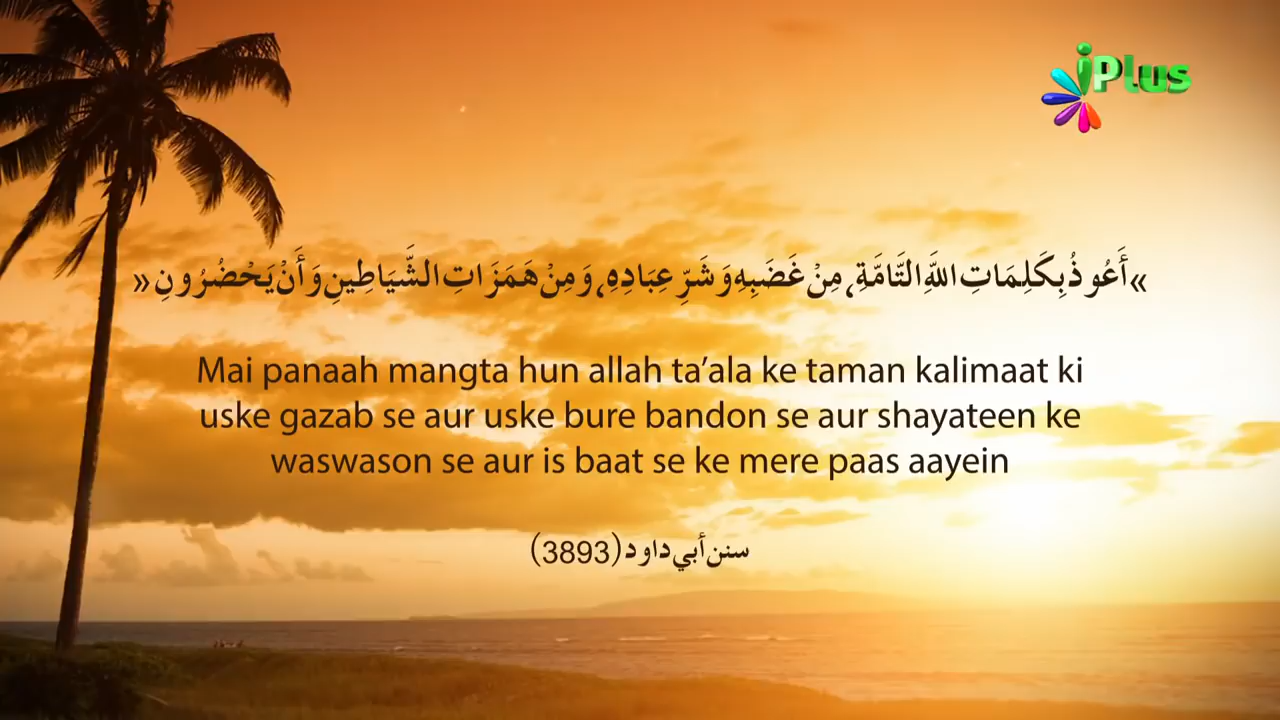 iPlus
»أَعُوذُ بِكَلِمَاتِ اللَّهِ التَّامَّةِ، مِنْ غَضَبِهِ وَشَرِّ عِبَادِهِ، وَمِنْ هَمَزَاتِ الشَّيَاطِينِ وَأَنْ يَحْضُرُونِ«
Mai panaah mangta hun allah ta’ala ke taman kalimaat ki
uske gazab se aur uske bure bandon se aur shayateen ke
waswason se aur is baat se ke mere paas aayein
سنن أبي داود (3893)